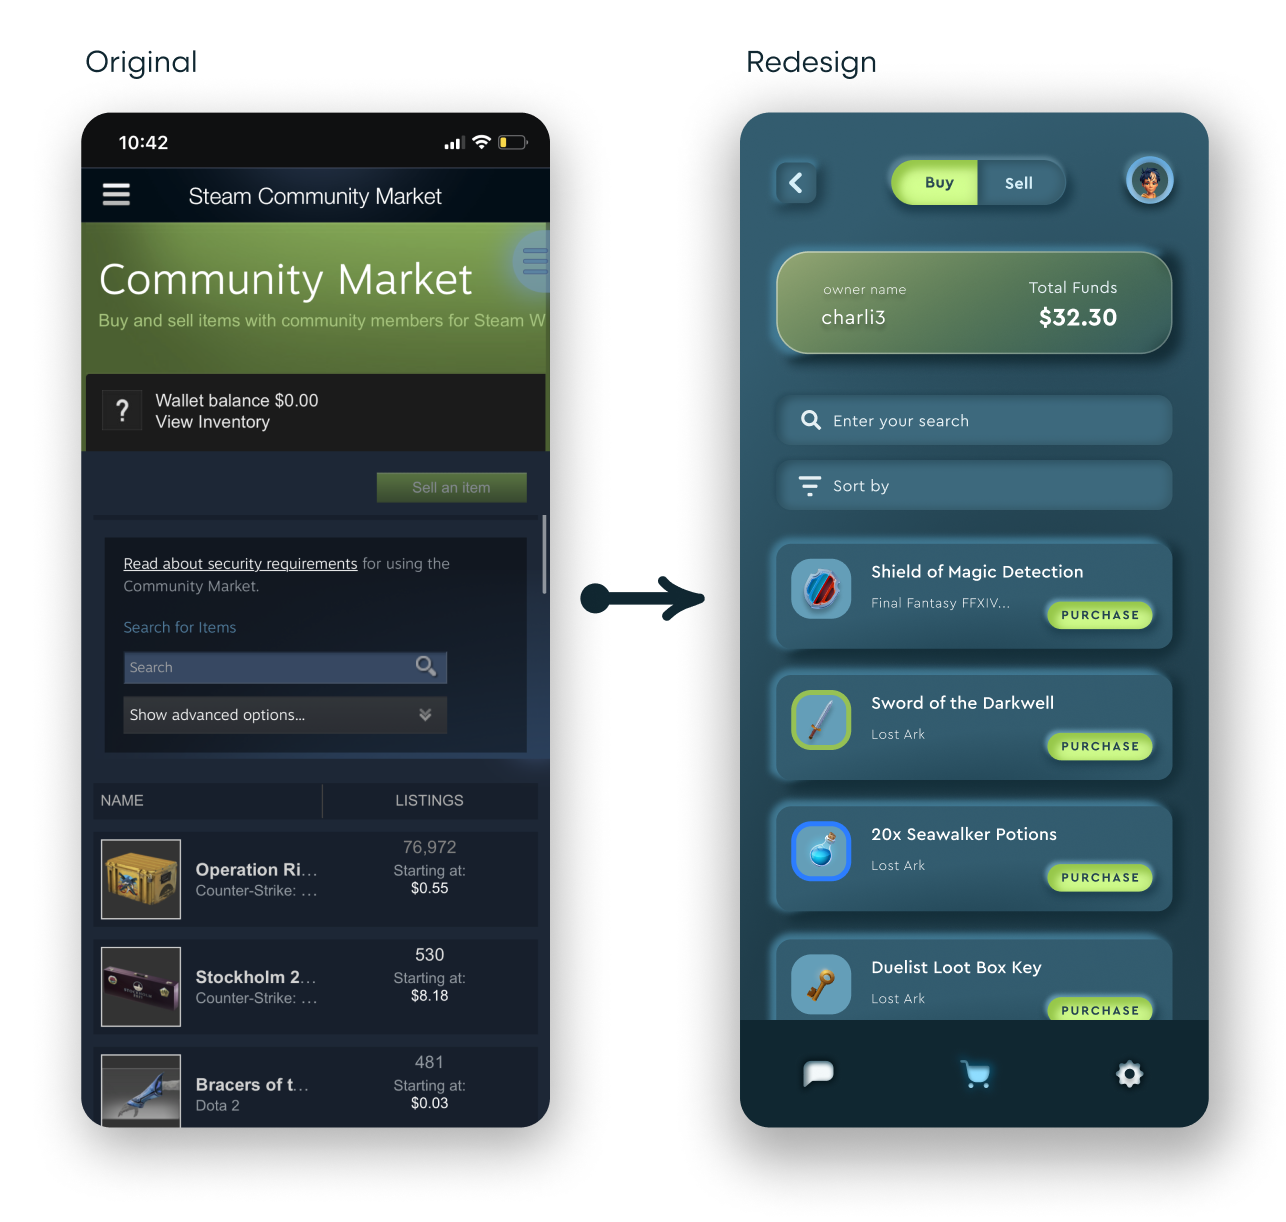 Original
10:42
Steam Community Market
Community Market
Buy and sell items with community members for Steam W
?
Wallet balance $0.00
View Inventory
Sell an item
Read about security requirements for using the
Community Market.
Search for Items
Search
Show advanced options...
NAME
LISTINGS
Operation Ri...
Counter-Strike: ...
76,972
Starting at:
$0.55
Stockholm 2...
Counter-Strike: ...
530
Starting at:
$8.18
Bracers of t...
Dota 2
481
Starting at:
$0.03
Redesign
Buy
Sell
owner name
charli3
Total Funds
$32.30
Enter your search
Sort by
Shield of Magic Detection
Final Fantasy FFXIV...
PURCHASE
Sword of the Darkwell
Lost Ark
PURCHASE
20x Seawalker Potions
Lost Ark
PURCHASE
Duelist Loot Box Key
Lost Ark
PURCHASE